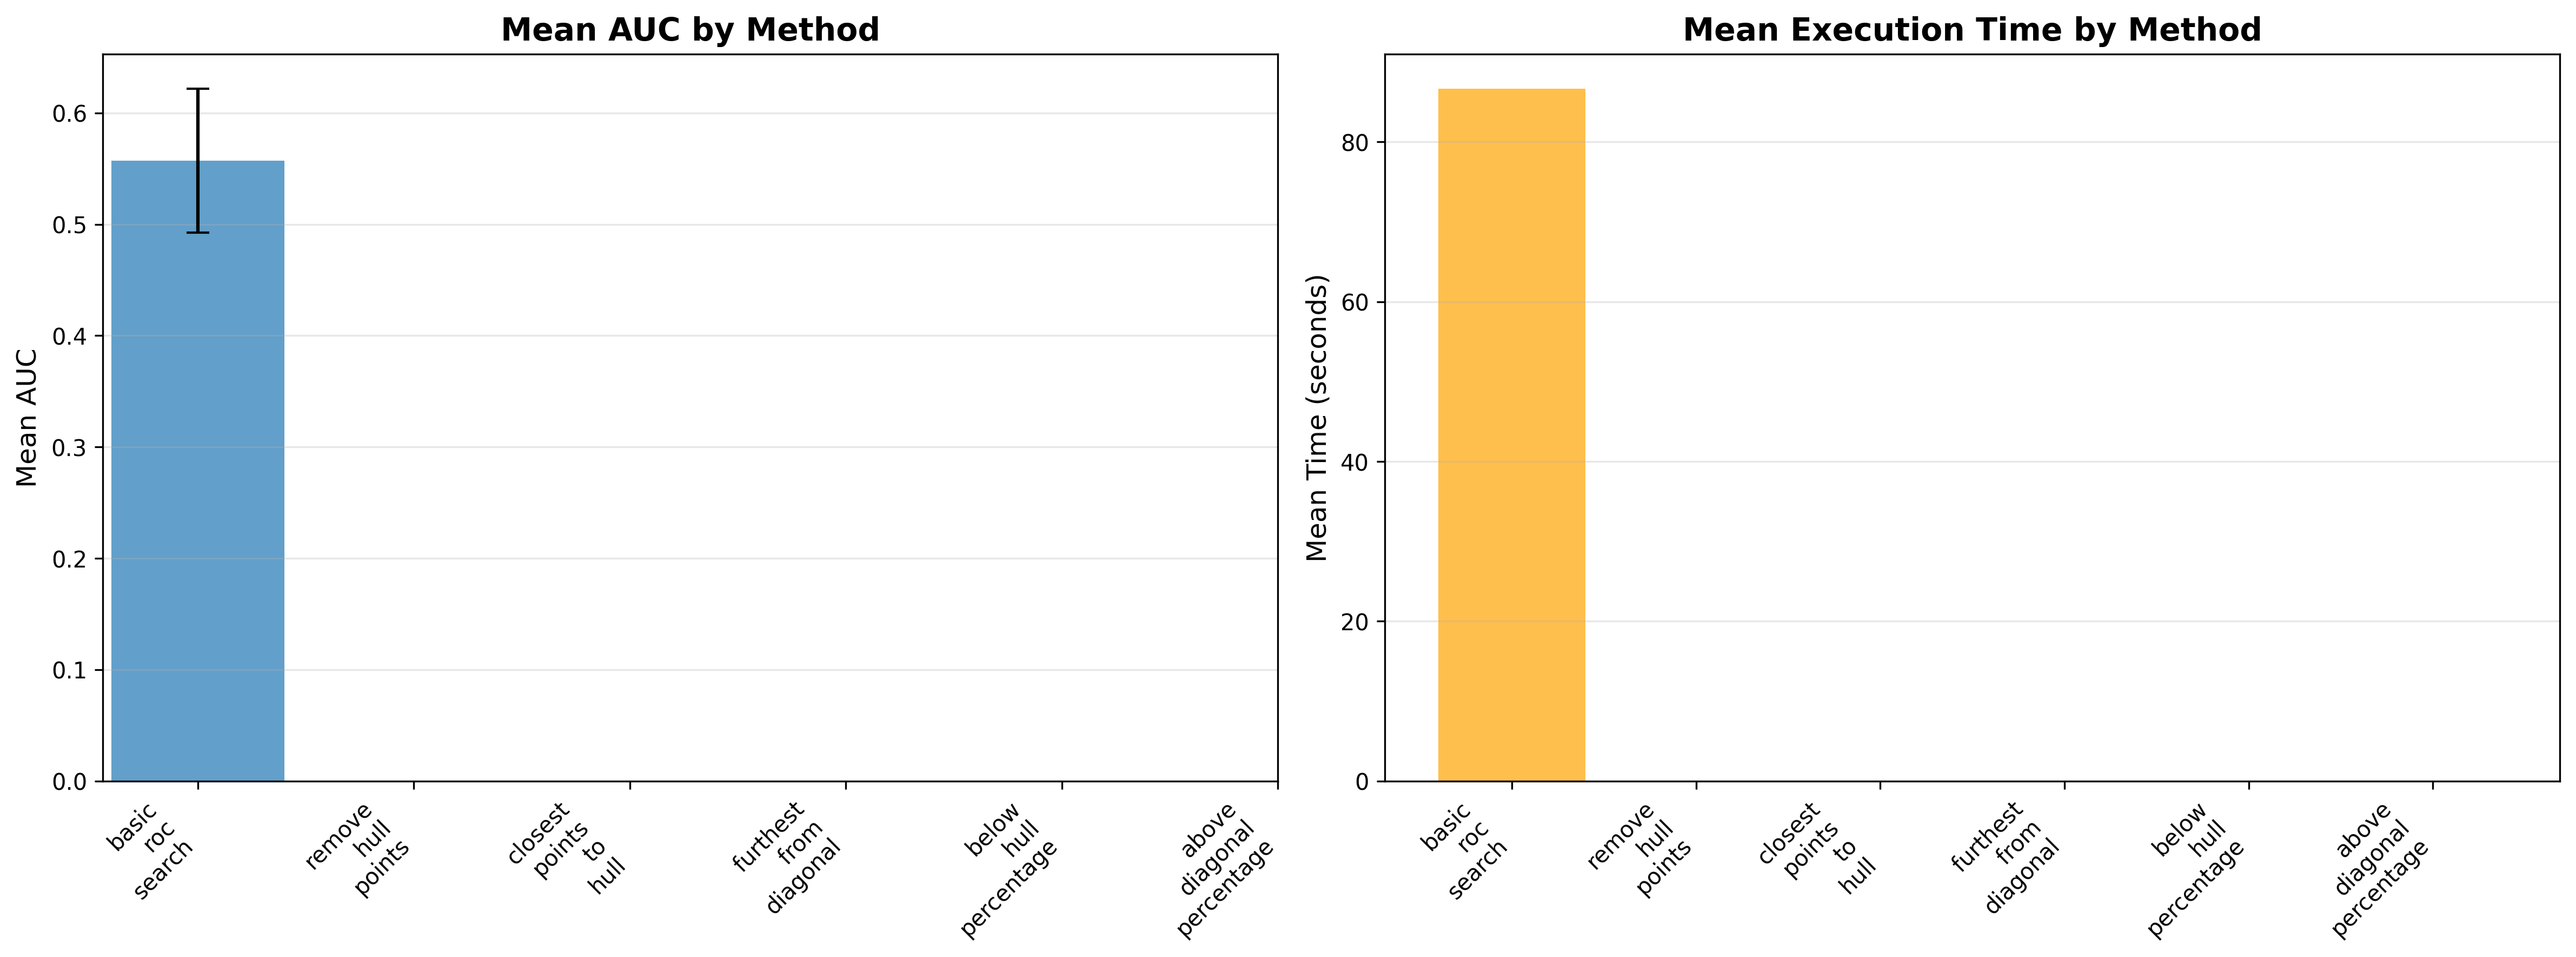 Mean AUC by Method
Mean AUC
0.6
0.5
0.4
0.3
0.2
0.1
0.0
basic
roc
search
remove
hull
points
closest
points
to
hull
furthest
from
diagonal
below
hull
percentage
above
diagonal
percentage
Mean Execution Time by Method
Mean Time (seconds)
80
60
40
20
0
basic
roc
search
remove
hull
points
closest
points
to
hull
furthest
from
diagonal
below
hull
percentage
above
diagonal
percentage